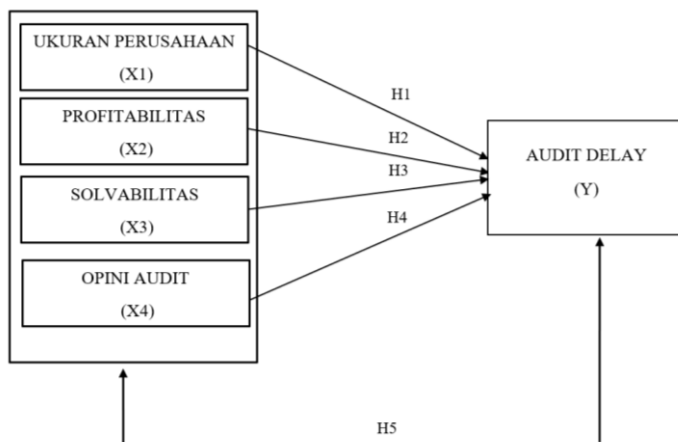 UKURAN PERUSAHAAN
(X1)
PROFITABILITAS
(X2)
SOLVABILITAS
(X3)
OPINI AUDIT
(X4)
H1
H2
H3
H4
AUDIT DELAY
(Y)
H5